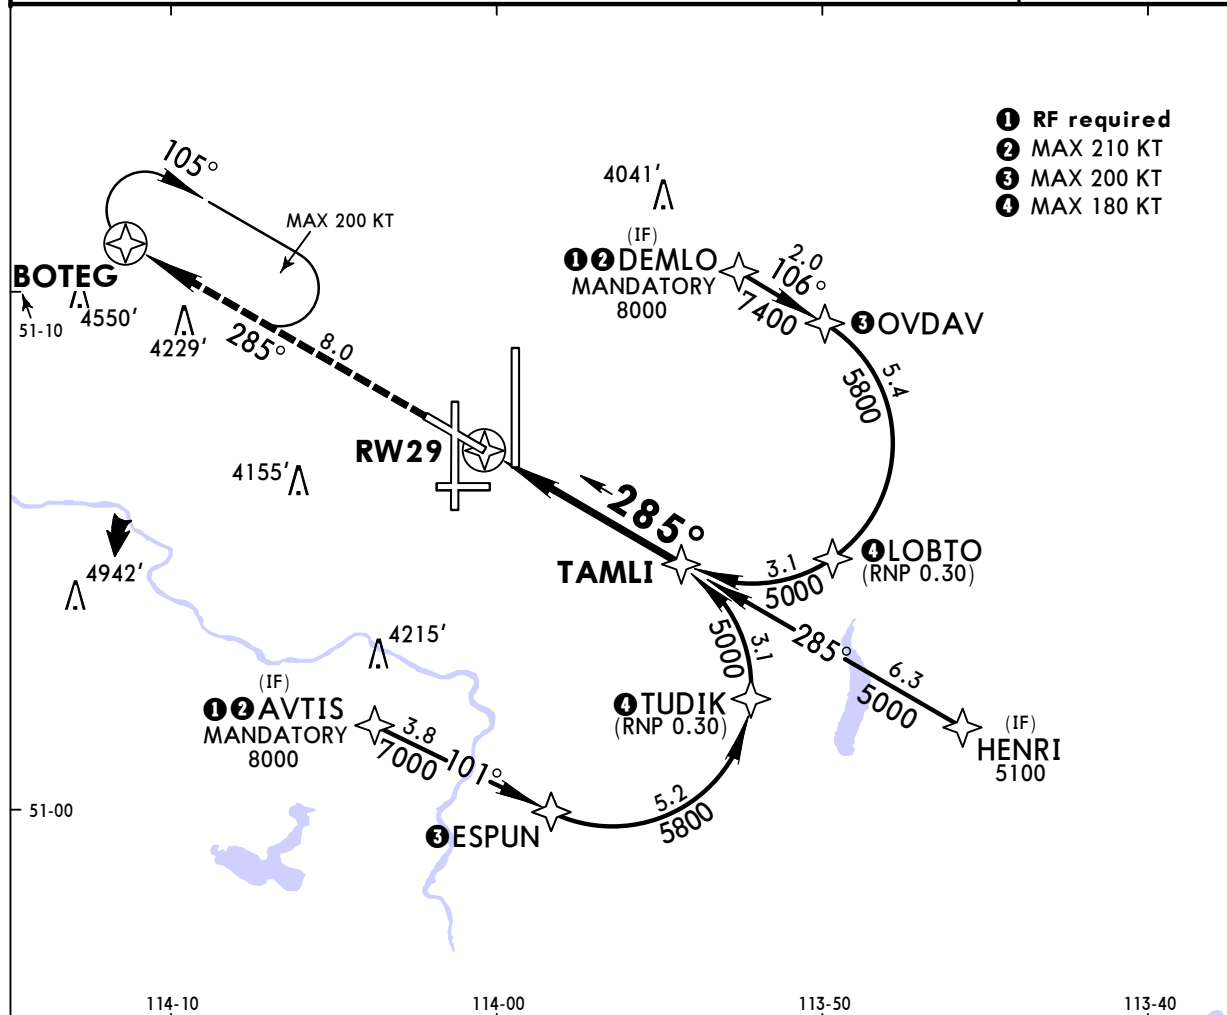 ❶ RF required
❷ MAX 210 KT
❸ MAX 200 KT
❹ MAX 180 KT
105°
MAX 200 KT
4041'
(IF)
❶❷DEMLO
MANDATORY
8000
2.0
106°
7400
❸OVDAV
BOTEG
51-10
4550'
4229'
285°
8.0
5.4
5800
RW29
4155'
285°
TAMLI
❹LOBTO
(RNP 0.30)
3.1
5000
4942'
4215'
5000
3.1
285°
6.3
5000
(IF)
HENRI
5100
(IF)
❶❷AVTIS
MANDATORY
8000
3.8
7000
101°
❹TUDIK
(RNP 0.30)
5.2
5800
❸ESPUN
51-00
114-10
114-00
113-50
113-40